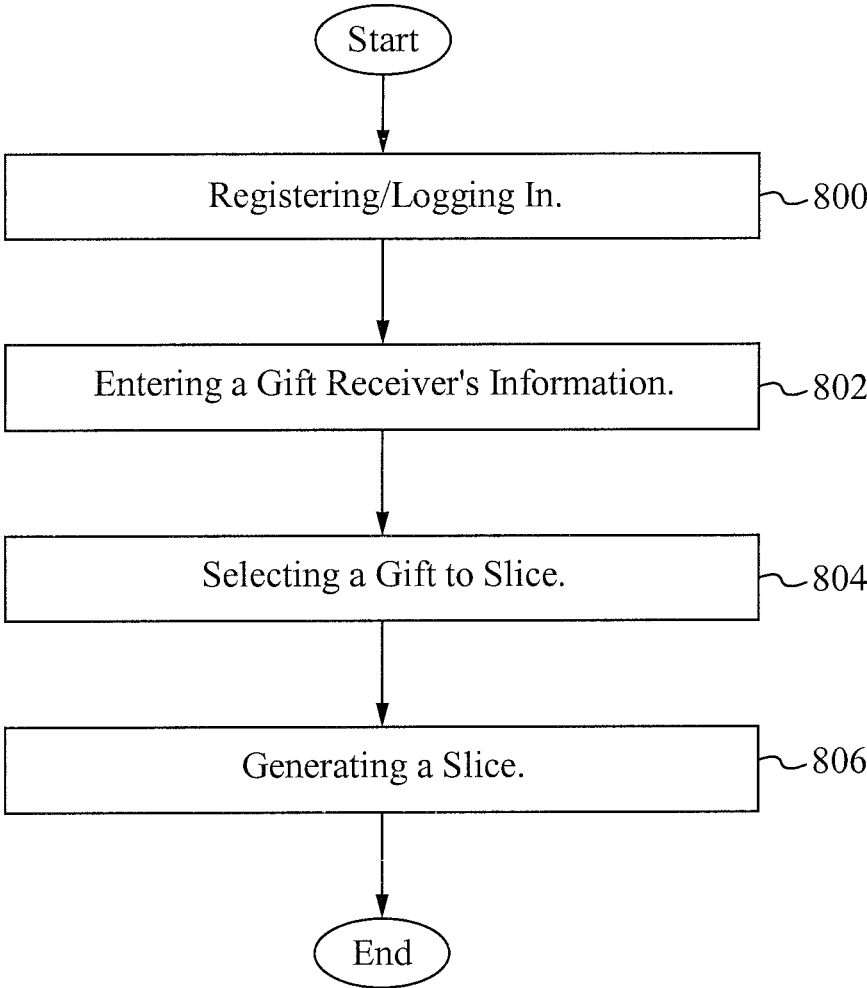 Start
Registering/Logging In.
800
Entering a Gift Receiver's Information.
802
Selecting a Gift to Slice.
804
Generating a Slice.
806
End